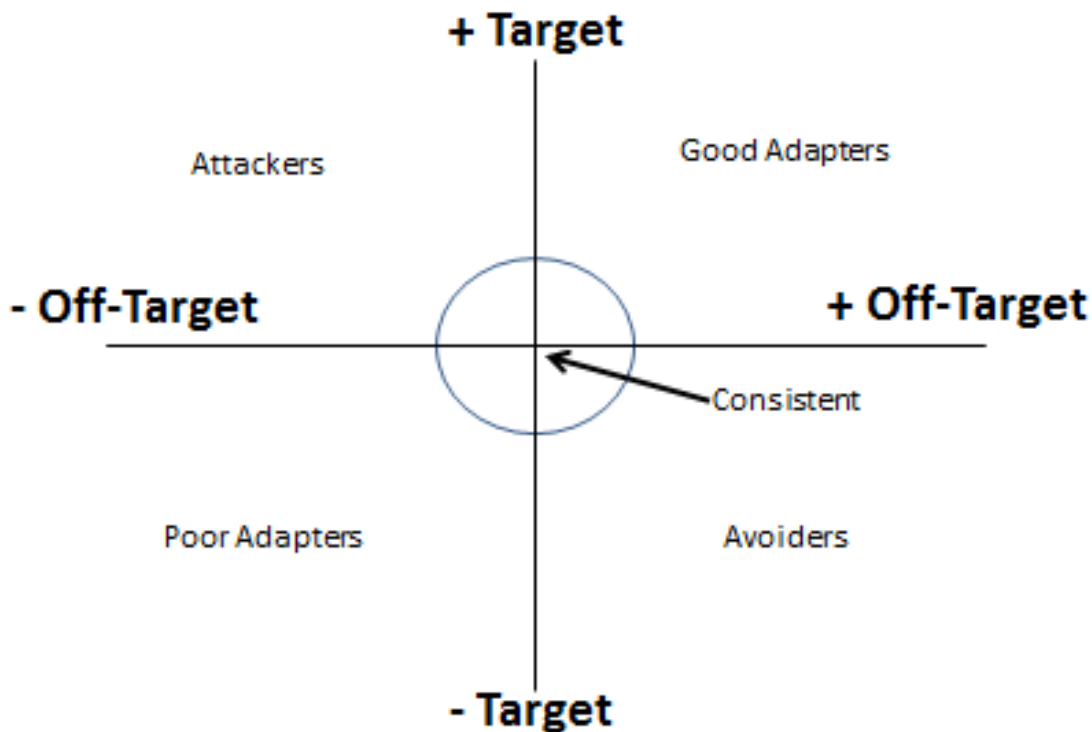 + Target
Attackers
Good Adapters
- Off-Target
+ Off-Target
Consistent
Poor Adapters
Avoiders
- Target